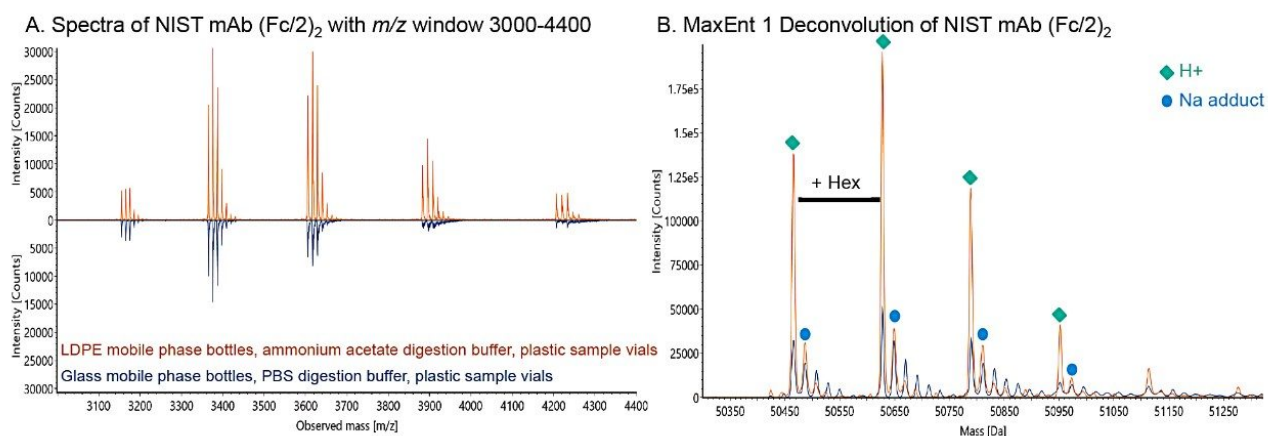 A. Spectra of NIST mAb (Fc/2)₂ with m/z window 3000-4400
Intensity [Counts]
30000
25000
20000
15000
10000
5000
0
5000
10000
15000
20000
25000
30000
Intensity [Counts]
LDPE mobile phase bottles, ammonium acetate digestion buffer, plastic sample vials
Glass mobile phase bottles, PBS digestion buffer, plastic sample vials
3100 3200 3300 3400 3500 3600 3700 3800 3900 4000 4100 4200 4300 4400
Observed mass [m/z]
B. MaxEnt 1 Deconvolution of NIST mAb (Fc/2)₂
H+
Na adduct
+ Hex
Intensity [Counts]
1.75e5
1.5e5
1.25e5
100000
75000
50000
25000
0
50350 50450 50550 50650 50750 50850 50950 51050 51150 51250
Mass [Da]